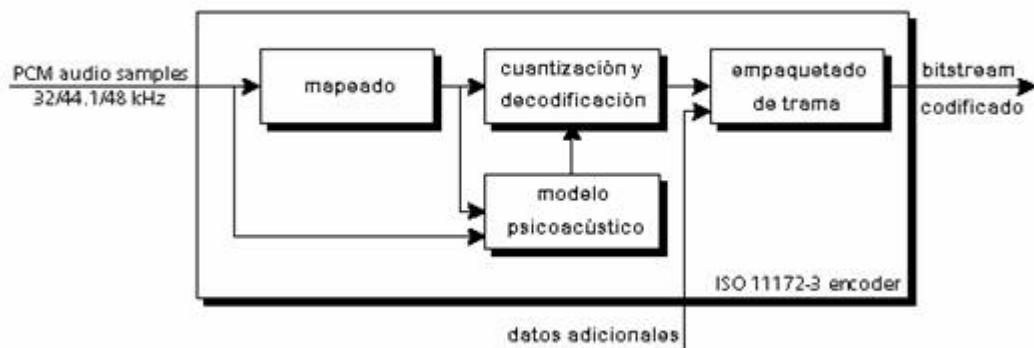 PCM audio samples
32/44.1/48 kHz
mapeado
cuantización y
decodificación
empaquetado
de trama
bitstream
codificado
modelo
psicoacústico
ISO 11172-3 encoder
datos adicionales